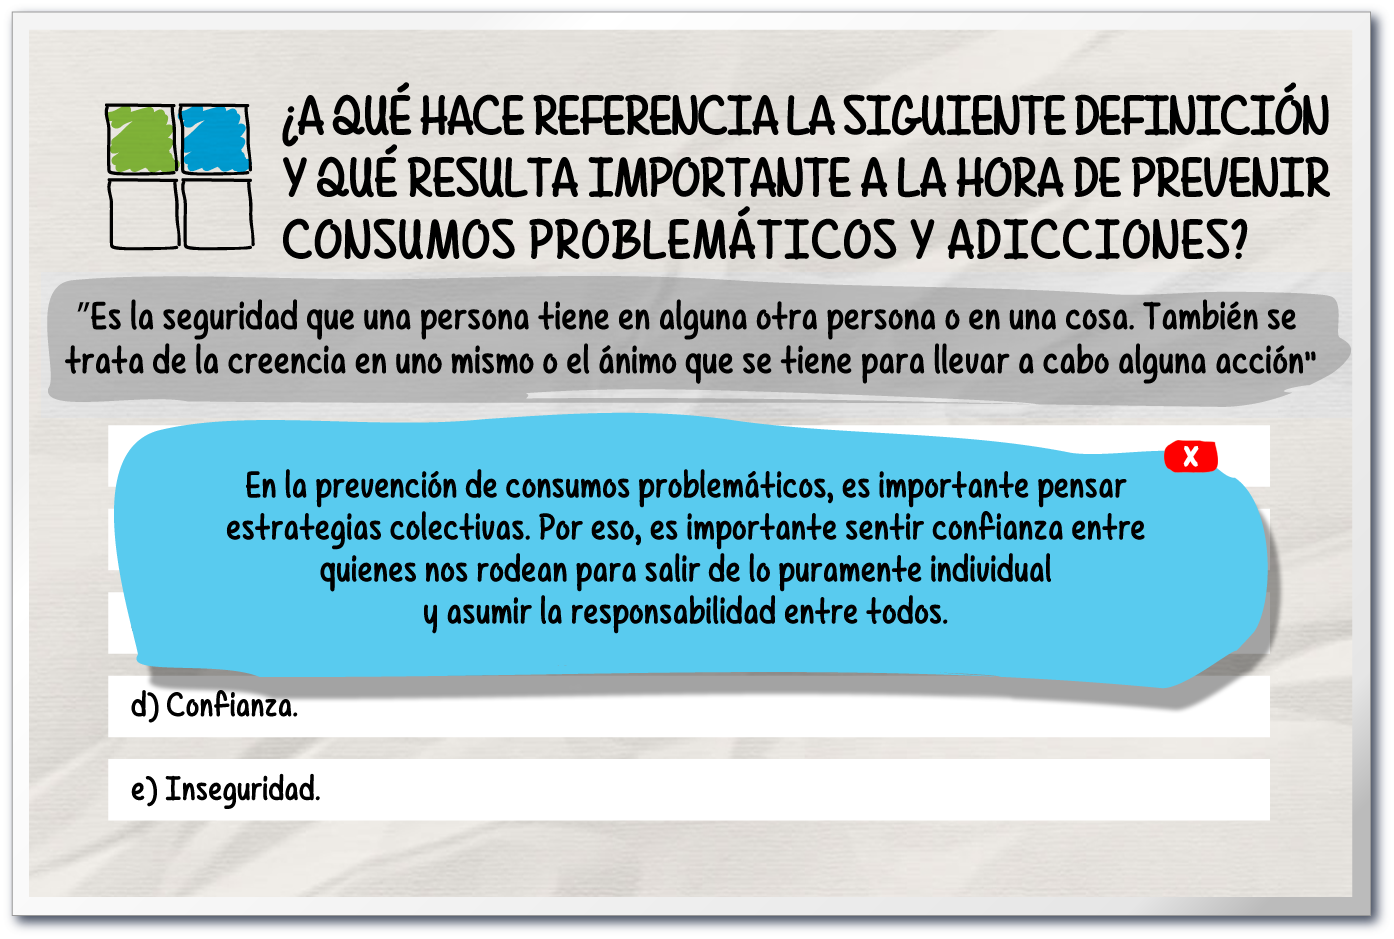 ¿A QUÉ HACE REFERENCIA LA SIGUIENTE DEFINICIÓN
Y QUÉ RESULTA IMPORTANTE A LA HORA DE PREVENIR
CONSUMOS PROBLEMÁTICOS Y ADICCIONES?
"Es la seguridad que una persona tiene en alguna otra persona o en una cosa. También se
trata de la creencia en uno mismo o el ánimo que se tiene para llevar a cabo alguna acción"
X
En la prevención de consumos problemáticos, es importante pensar
estrategias colectivas. Por eso, es importante sentir confianza entre
quienes nos rodean para salir de lo puramente individual
y asumir la responsabilidad entre todos.
d) Confianza.
e) Inseguridad.